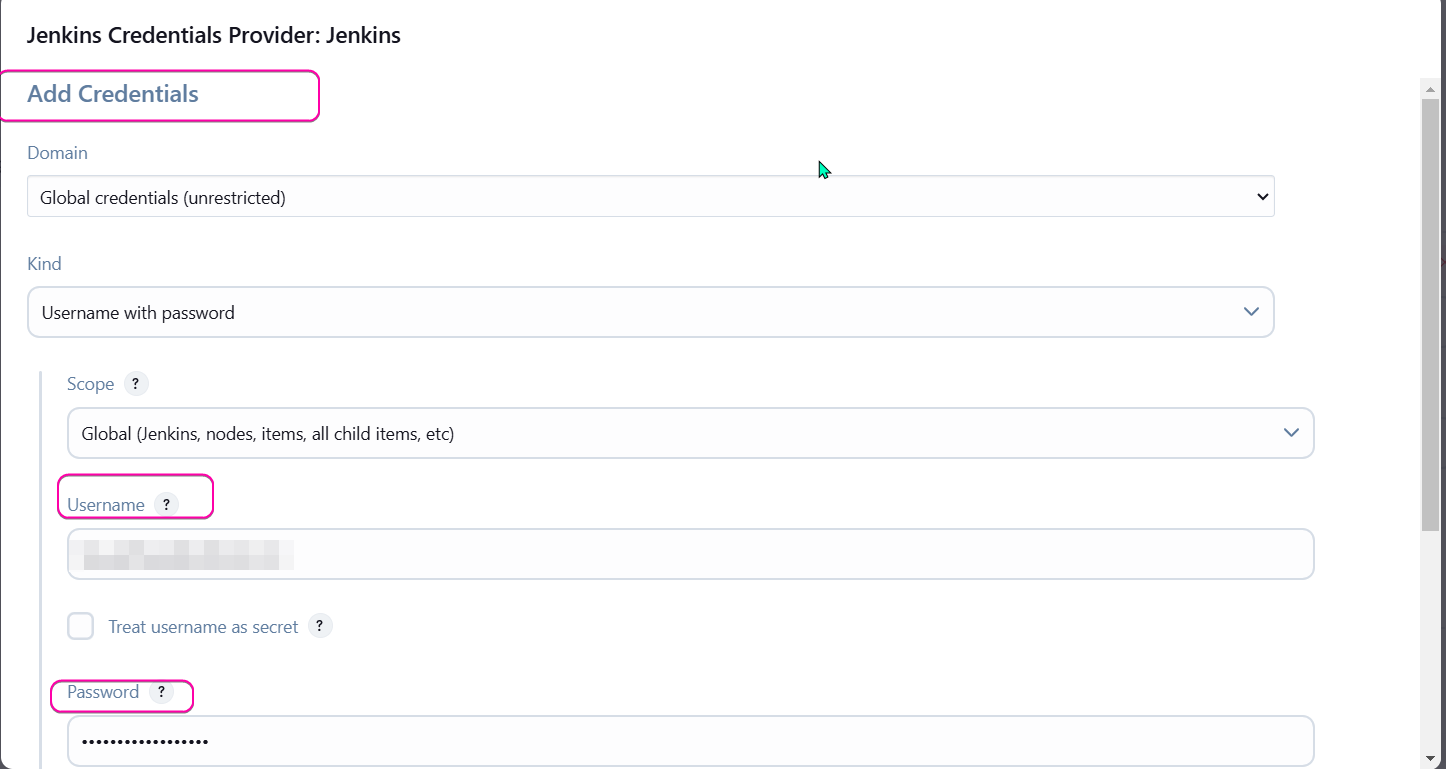 Jenkins Credentials Provider: Jenkins
Add Credentials
Domain
Global credentials (unrestricted)
Kind
Username with password
Scope ?
Global (Jenkins, nodes, items, all child items, etc)
Username ?
Treat username as secret ?
Password ?
••••••••••••••••••